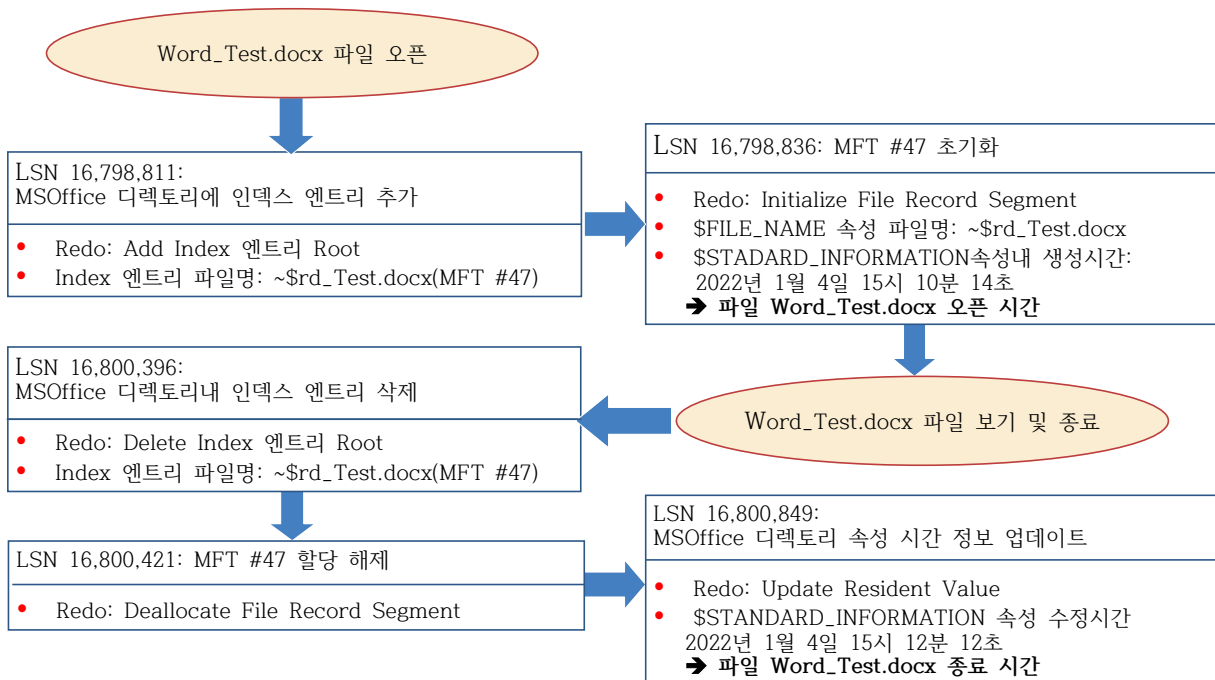 Word_Test.docx 파일 오픈
LSN 16,798,811:
MSOffice 디렉토리에 인덱스 엔트리 추가
• Redo: Add Index 엔트리 Root
• Index 엔트리 파일명: ~$rd_Test.docx(MFT #47)
LSN 16,798,836: MFT #47 초기화
• Redo: Initialize File Record Segment
• $FILE_NAME 속성 파일명: ~$rd_Test.docx
• $STADARD_INFORMATION속성내 생성시간:
2022년 1월 4일 15시 10분 14초
➔ 파일 Word_Test.docx 오픈 시간
Word_Test.docx 파일 보기 및 종료
LSN 16,800,396:
MSOffice 디렉토리내 인덱스 엔트리 삭제
• Redo: Delete Index 엔트리 Root
• Index 엔트리 파일명: ~$rd_Test.docx(MFT #47)
LSN 16,800,421: MFT #47 할당 해제
• Redo: Deallocate File Record Segment
LSN 16,800,849:
MSOffice 디렉토리 속성 시간 정보 업데이트
• Redo: Update Resident Value
• $STANDARD_INFORMATION 속성 수정시간
2022년 1월 4일 15시 12분 12초
➔ 파일 Word_Test.docx 종료 시간